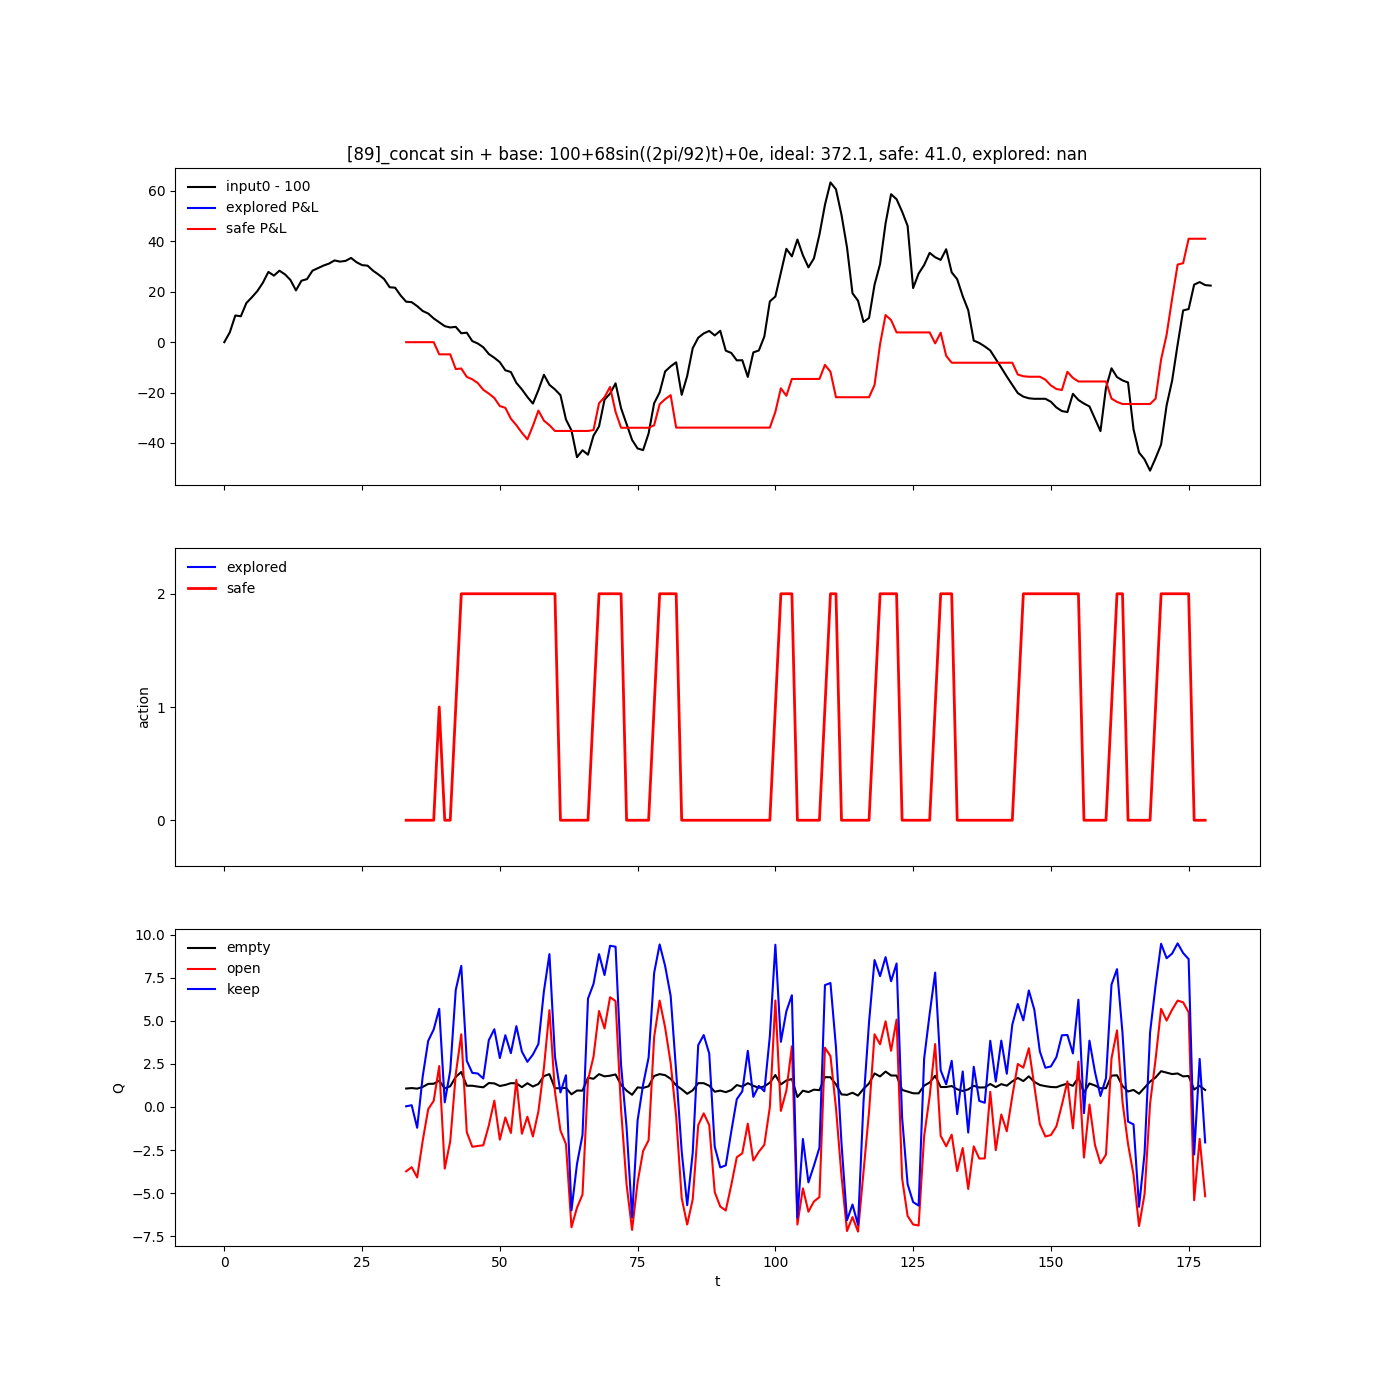 [89]_concat sin + base: 100+68sin((2pi/92)t)+0e, ideal: 372.1, safe: 41.0, explored: nan
60
40
20
0
−20
−40
input0 - 100
explored P&L
safe P&L
action
2
1
0
explored
safe
Q
10.0
7.5
5.0
2.5
0.0
−2.5
−5.0
−7.5
empty
open
keep
0 25 50 75 100 125 150 175
t